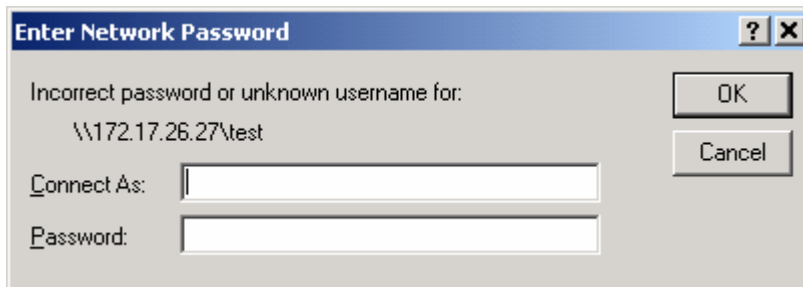 Enter Network Password
Incorrect password or unknown username for:
OK
\\172.17.26.27\test
Cancel
Connect As:
Password: